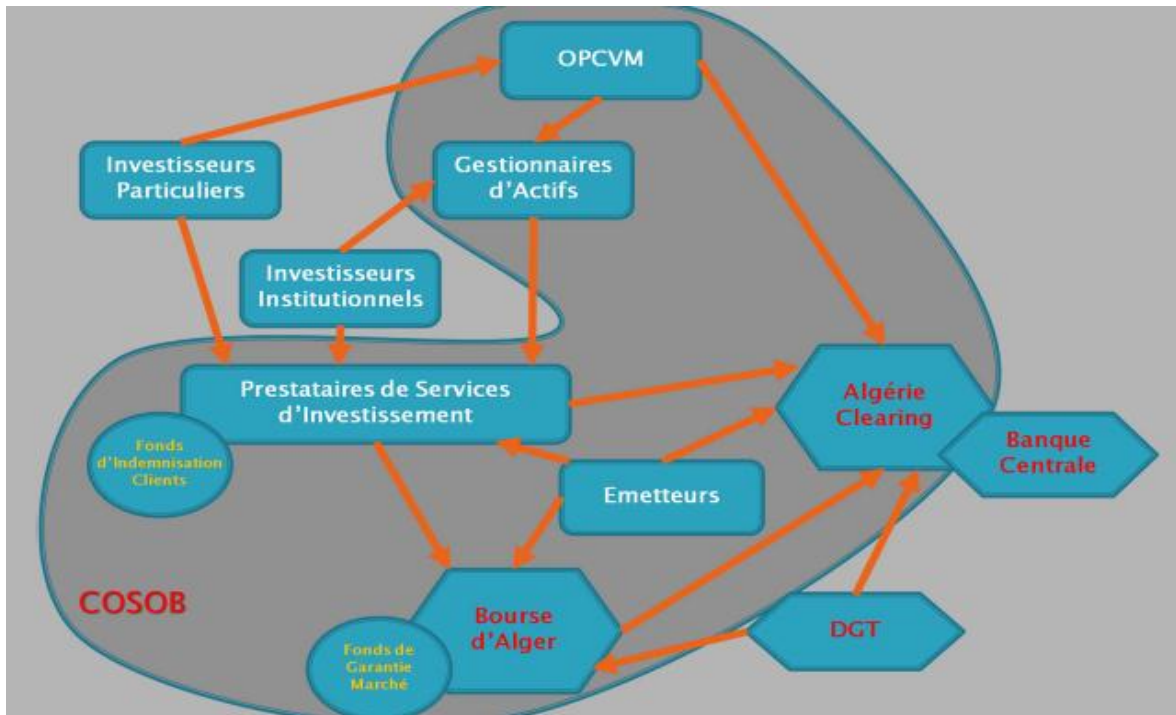 OPCVM
Investisseurs
Particuliers
Gestionnaires
d'Actifs
Investisseurs
Institutionnels
Prestataires de Services
d'Investissement
Algérie
Clearing
Fonds
d'Indemnisation
Clients
Banque
Centrale
Emetteurs
COSOB
Bourse
d'Alger
DGT
Fonds de
Garantie
Marché